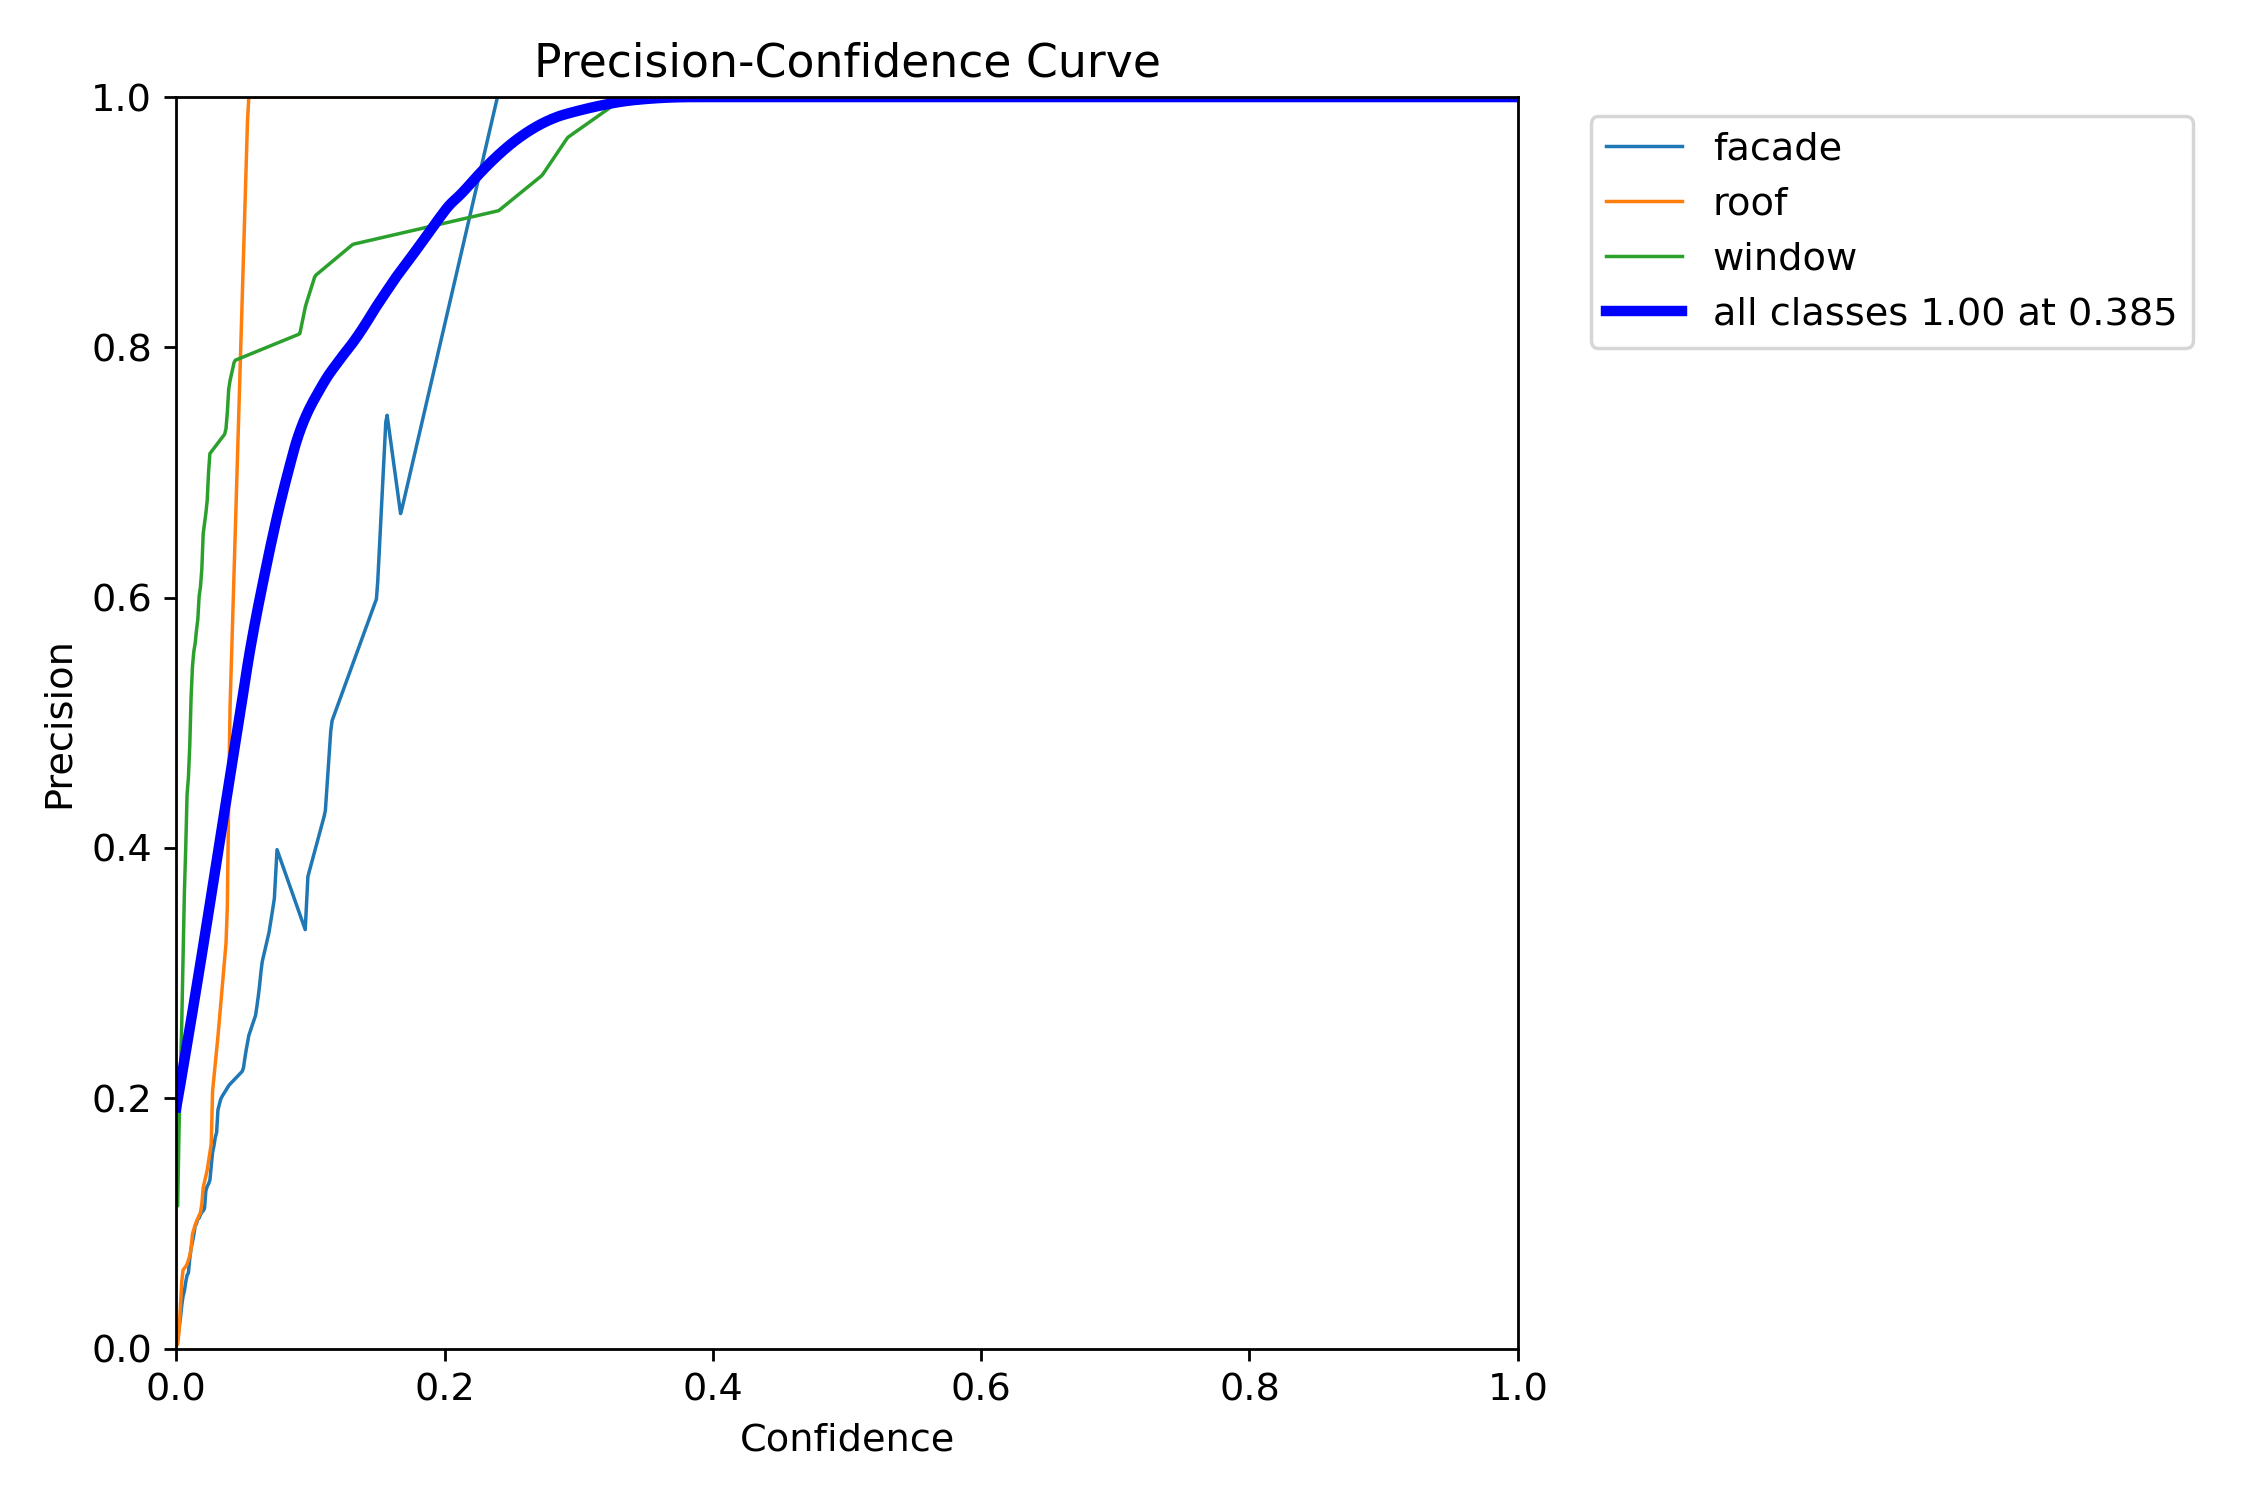 Precision-Confidence Curve
1.0
0.8
0.6
0.4
0.2
0.0
Precision
0.0 0.2 0.4 0.6 0.8 1.0
Confidence
facade
roof
window
all classes 1.00 at 0.385